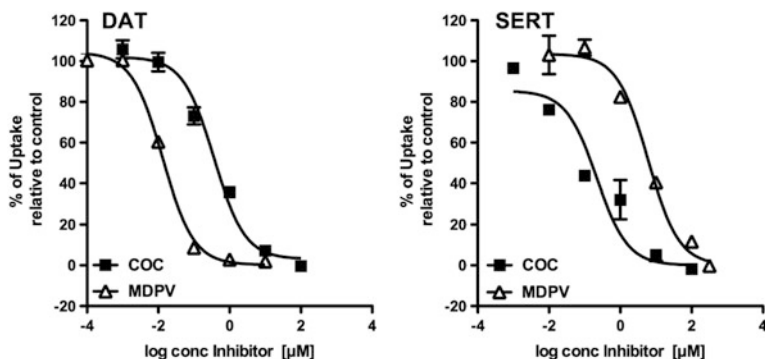 DAT
120
100
80
60
40
20
0
-20
% of Uptake
relative to control
COC
MDPV
-4
-2
0
2
4
log conc Inhibitor [µM]
SERT
120
100
80
60
40
20
0
-20
% of Uptake
relative to control
COC
MDPV
-4
-2
0
2
4
log conc Inhibitor [µM]